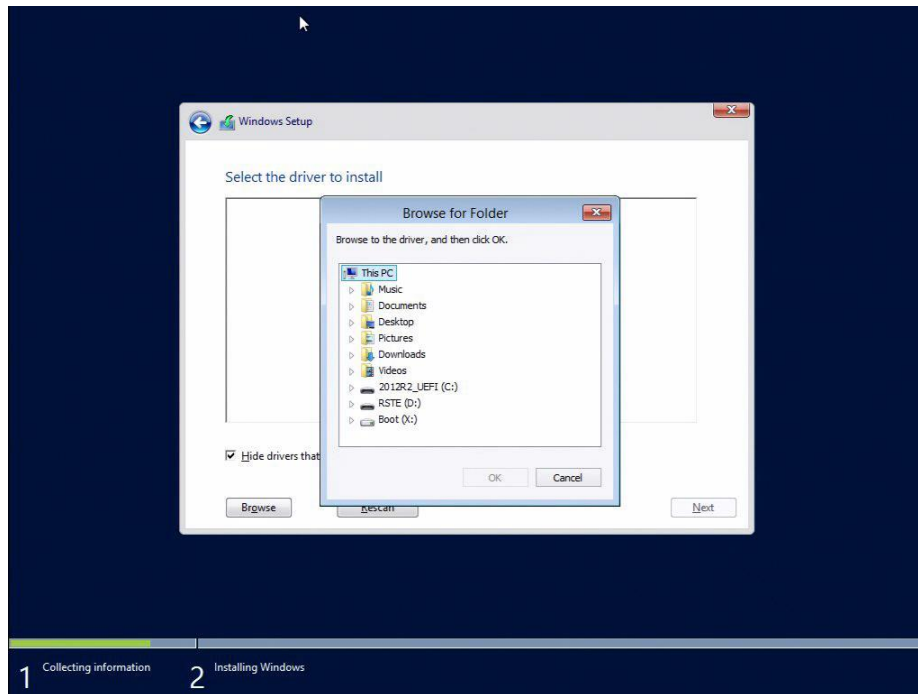 Windows Setup
Select the driver to install
Browse for Folder
Browse to the driver, and then click OK.
This PC
Music
Documents
Desktop
Pictures
Downloads
Videos
2012R2_UEFI (C:)
RSTE (D:)
Boot (X:)
Hide drivers that
OK Cancel
Browse Rescan Next
1 Collecting information 2 Installing Windows